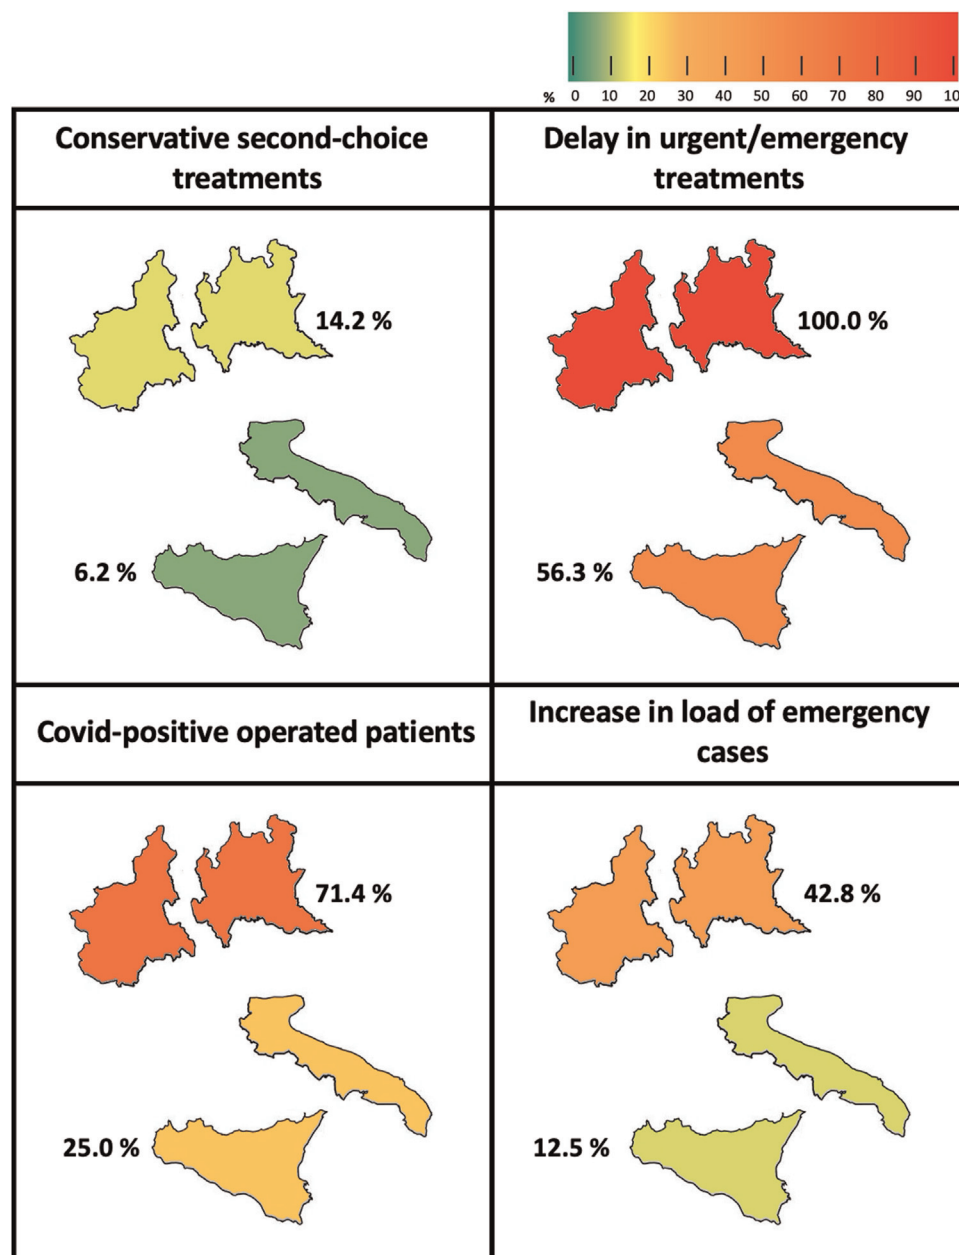 % 0 10 20 30 40 50 60 70 80 90 10
Conservative second-choice
treatments
Delay in urgent/emergency
treatments
14.2 %
6.2 %
100.0 %
56.3 %
Covid-positive operated patients
Increase in load of emergency
cases
71.4 %
25.0 %
42.8 %
12.5 %